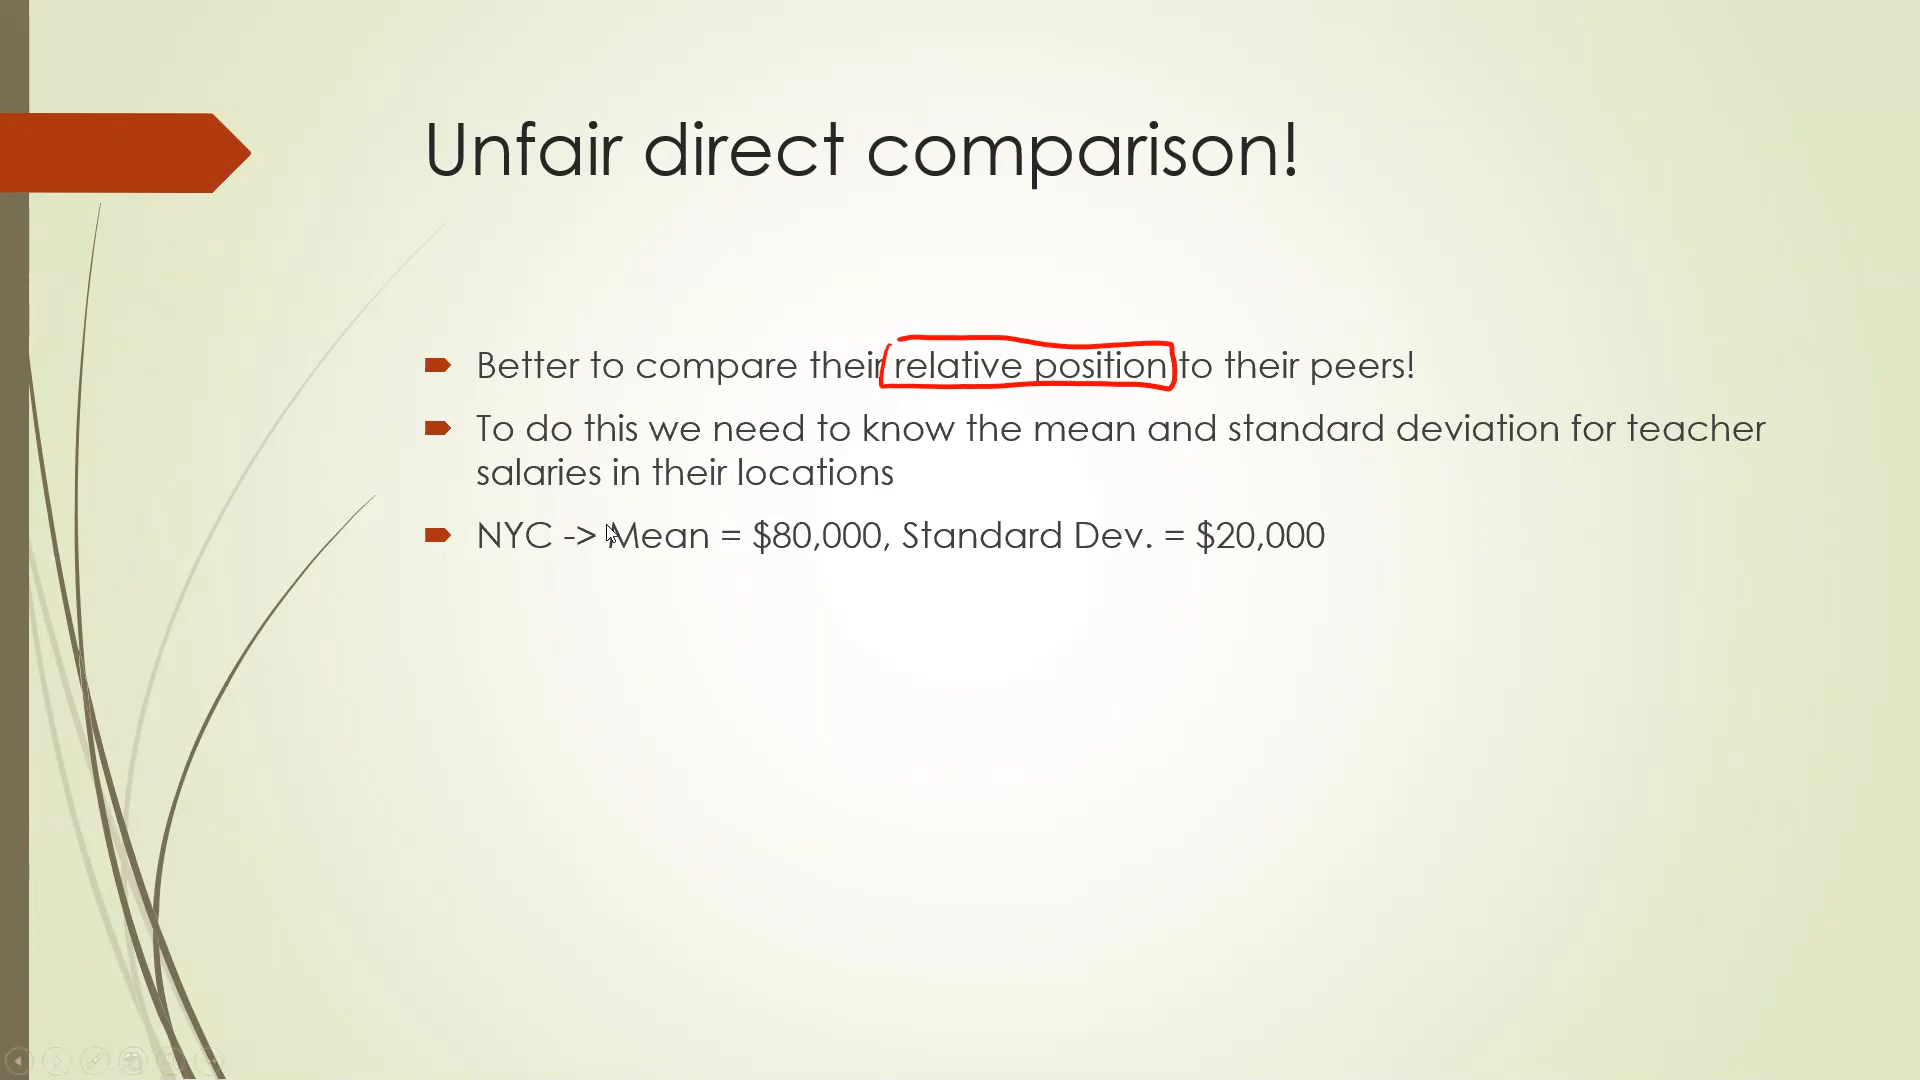 Unfair direct comparison!
Better to compare their relative position to their peers!
To do this we need to know the mean and standard deviation for teacher
salaries in their locations
NYC -> Mean = $80,000, Standard Dev. = $20,000